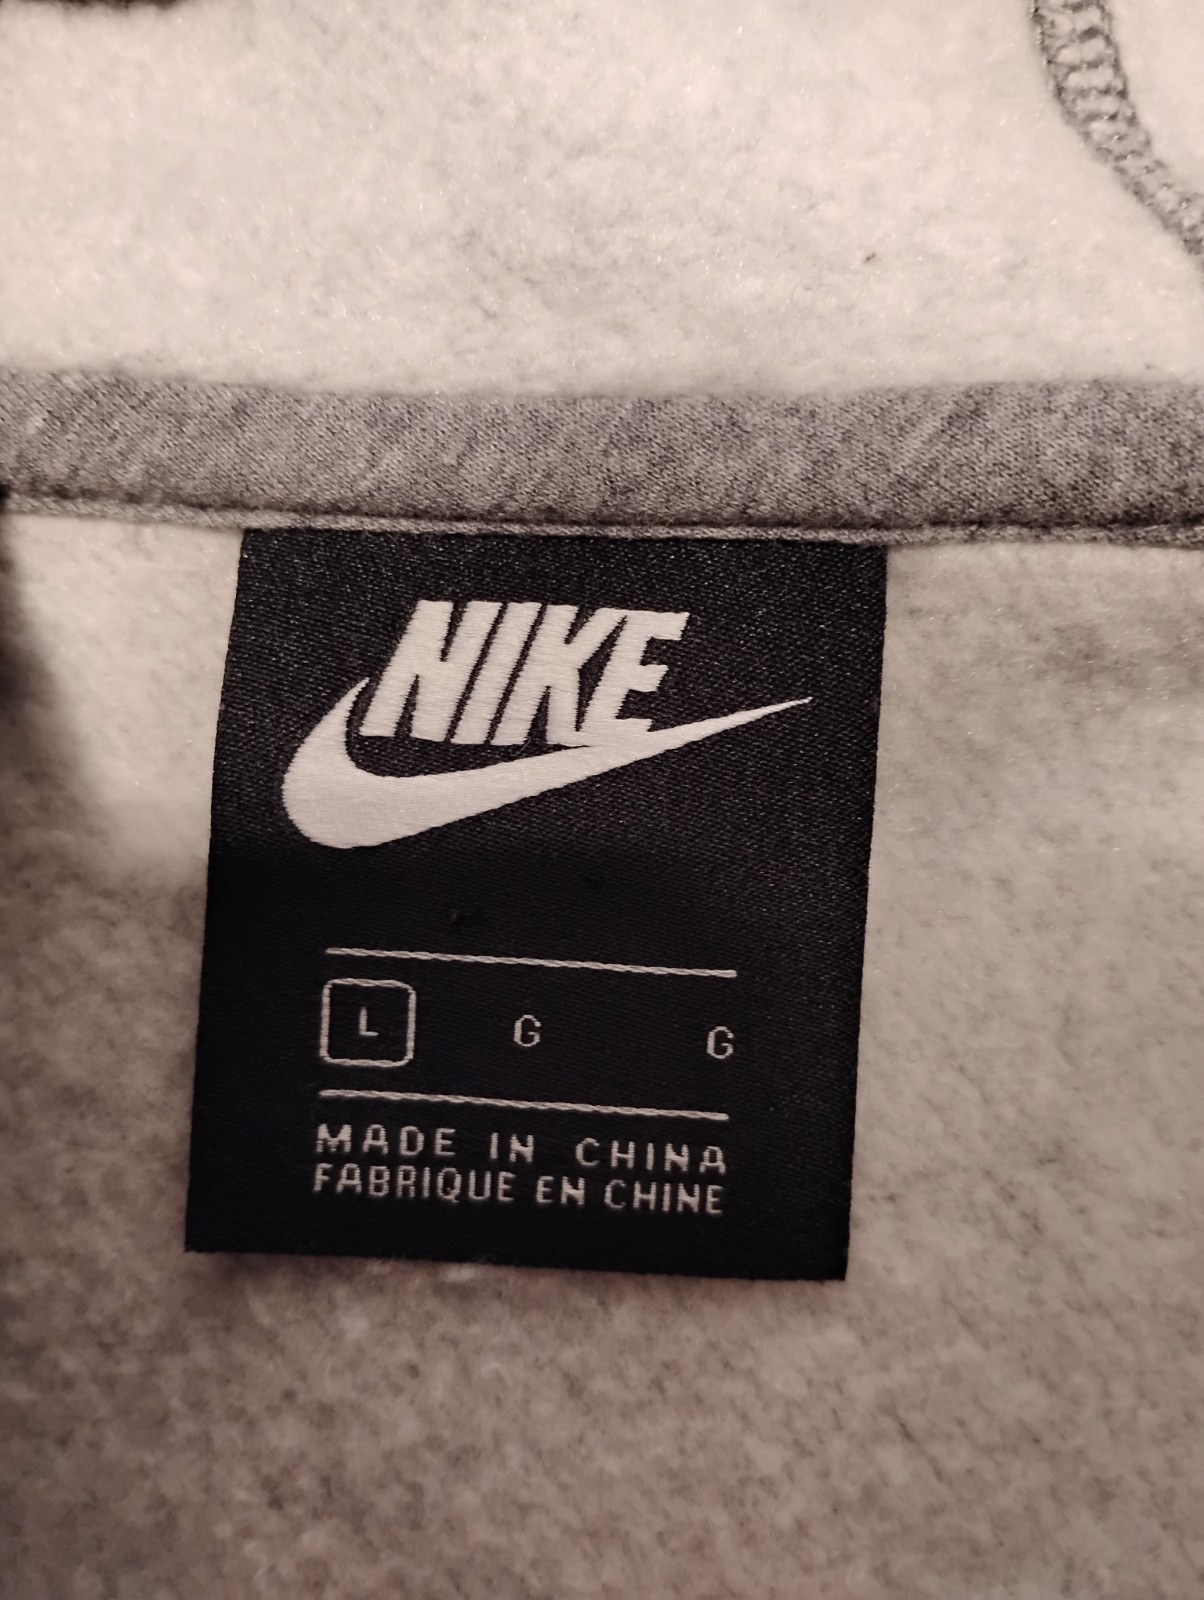 NIKE
L G G
MADE IN CHINA
FABRIQUE EN CHINE